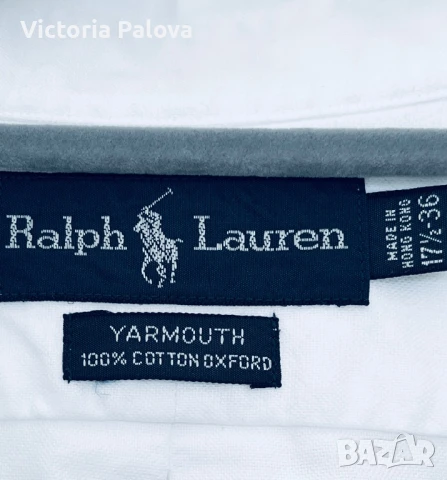 Victoria Palova
Ralph Lauren
MADE IN
HONG KONG
17½-36
YARMOUTH
100% COTTON OXFORD
BAZAR